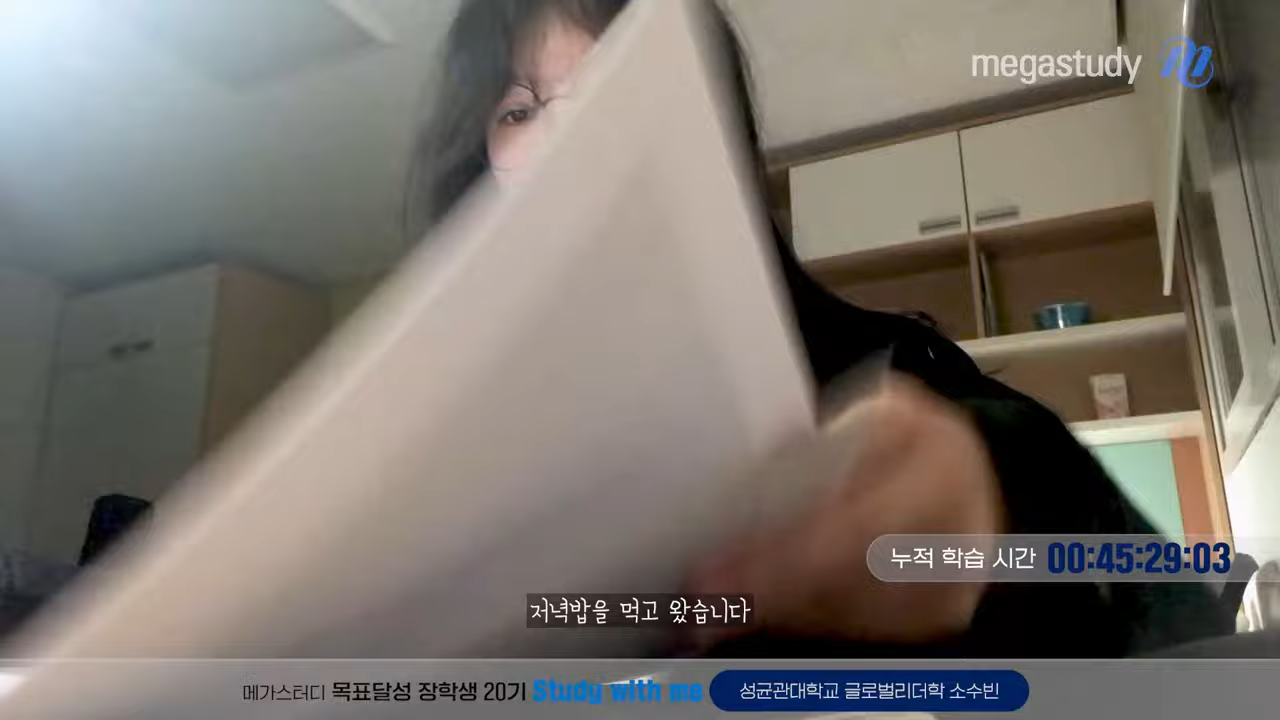 megastudy
누적 학습 시간 00:45:29:03
저녁밥을 먹고 왔습니다
메가스터디 목표달성 장학생 20기 Study with me 성균관대학교 글로벌리더학 소수빈